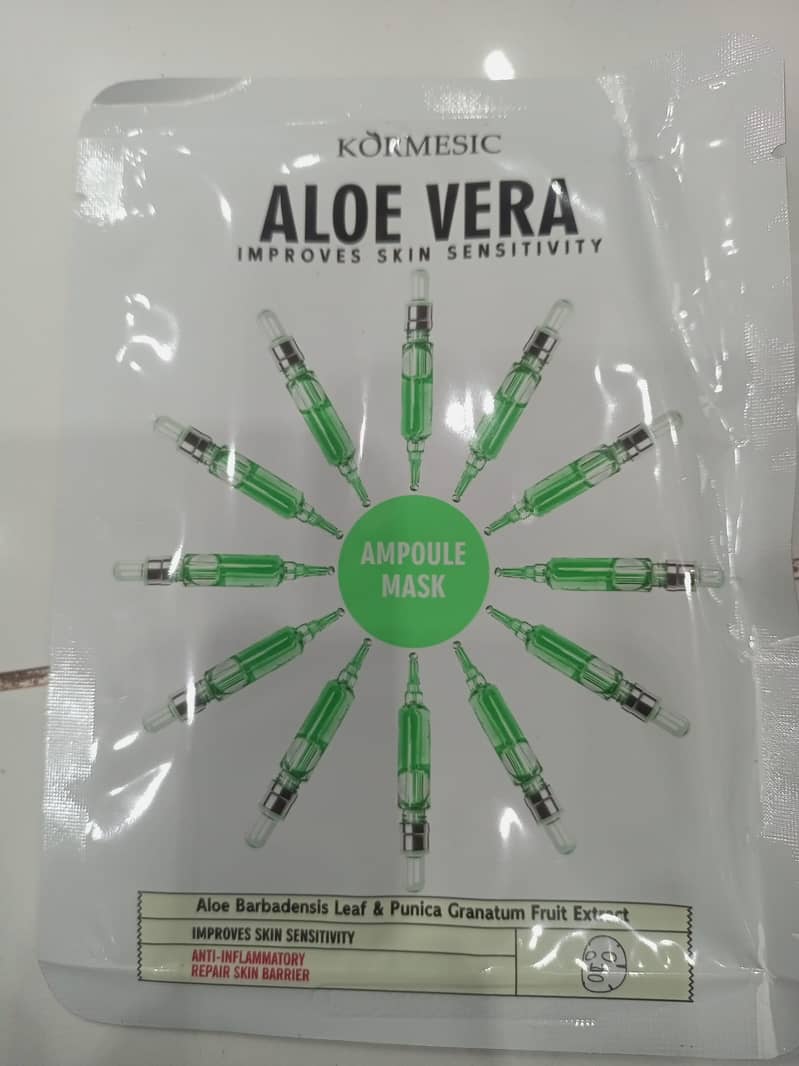 KORMESIC
ALOE VERA
IMPROVES SKIN SENSITIVITY
AMPOULE
MASK
Aloe Barbadensis Leaf & Punica Granatum Fruit Extract
IMPROVES SKIN SENSITIVITY
ANTI-INFLAMMATORY
REPAIR SKIN BARRIER